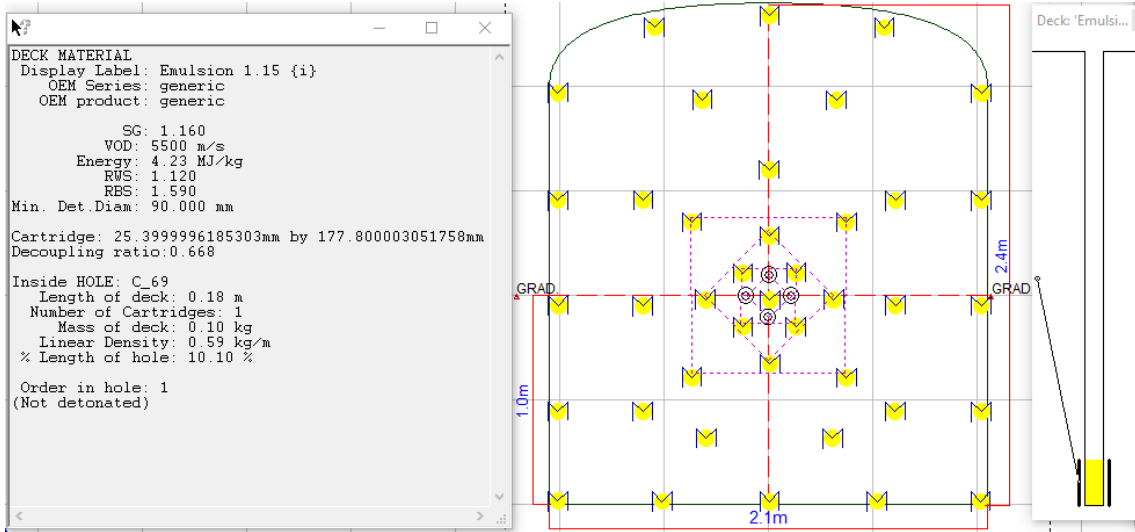 DECK MATERIAL
Display Label: Emulsion 1.15 {i}
OEM Series: generic
OEM product: generic
SG: 1.160
VOD: 5500 m/s
Energy: 4.23 MJ/kg
RWS: 1.120
RBS: 1.590
Min. Det.Diam: 90.000 mm
Cartridge: 25.3999996185303mm by 177.800003051758mm
Decoupling ratio:0.668
Inside HOLE: C_69
Length of deck: 0.18 m
Number of Cartridges: 1
Mass of deck: 0.10 kg
Linear Density: 0.59 kg/m
% Length of hole: 10.10 %
Order in hole: 1
(Not detonated)
GRAD.
GRAD
2.4m
1.0m
2.1m
Deck: 'Emulsi...